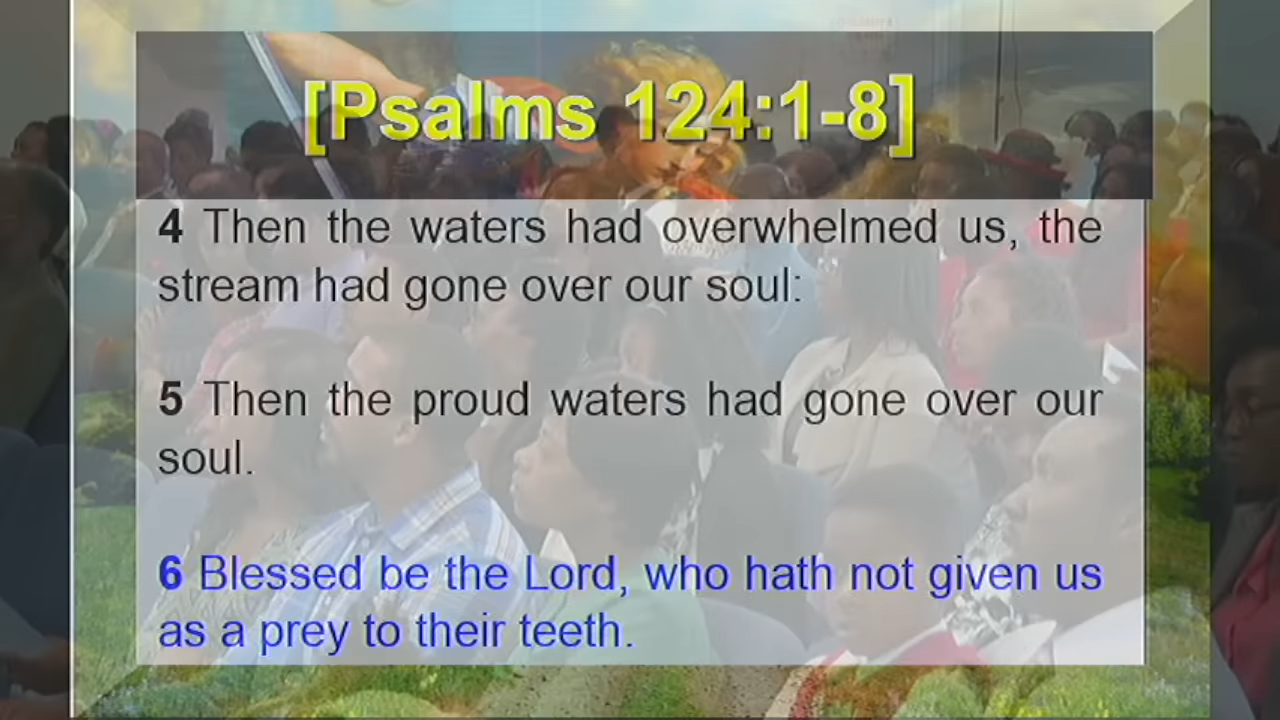 [Psalms 124:1-8]
4 Then the waters had overwhelmed us, the
stream had gone over our soul:
5 Then the proud waters had gone over our
soul.
6 Blessed be the Lord, who hath not given us
as a prey to their teeth.